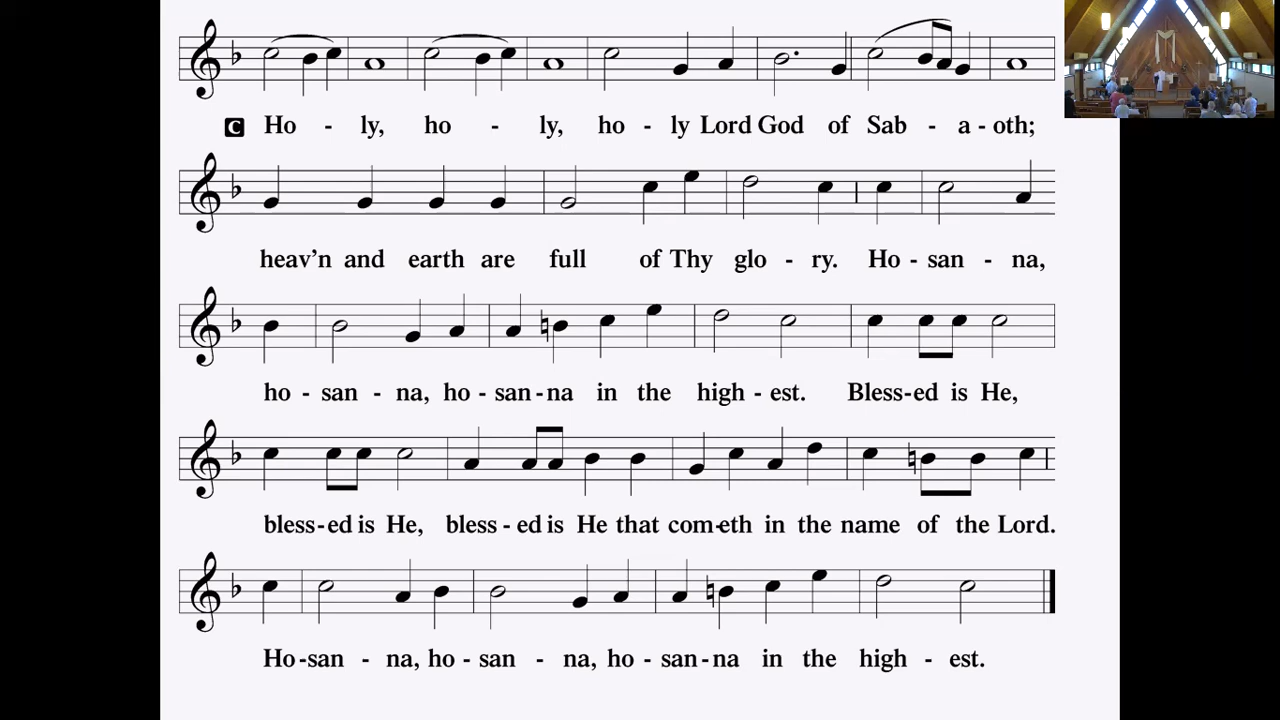 C Ho - ly, ho - ly, ho - ly Lord God of Sab - a - oth;
heav'n and earth are full of Thy glo - ry. Ho - san - na,
ho - san - na, ho - san - na in the high - est. Bless - ed is He,
bless - ed is He, bless - ed is He that com - eth in the name of the Lord.
Ho - san - na, ho - san - na, ho - san - na in the high - est.